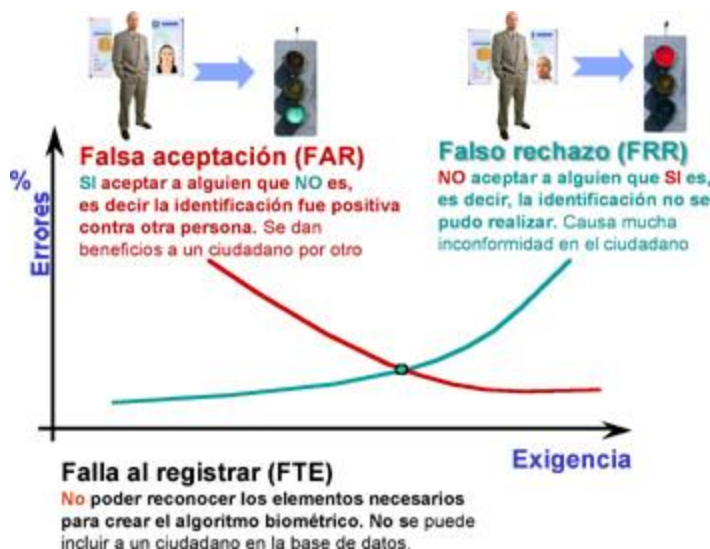 Falsa aceptación (FAR)
SI aceptar a alguien que NO es,
es decir la identificación fue positiva
contra otra persona. Se dan
beneficios a un ciudadano por otro
Falso rechazo (FRR)
NO aceptar a alguien que SI es,
es decir, la identificación no se
pudo realizar. Causa mucha
inconformidad en el ciudadano
%
Errores
Exigencia
Falla al registrar (FTE)
No poder reconocer los elementos necesarios
para crear el algoritmo biométrico. No se puede
incluir a un ciudadano en la base de datos.